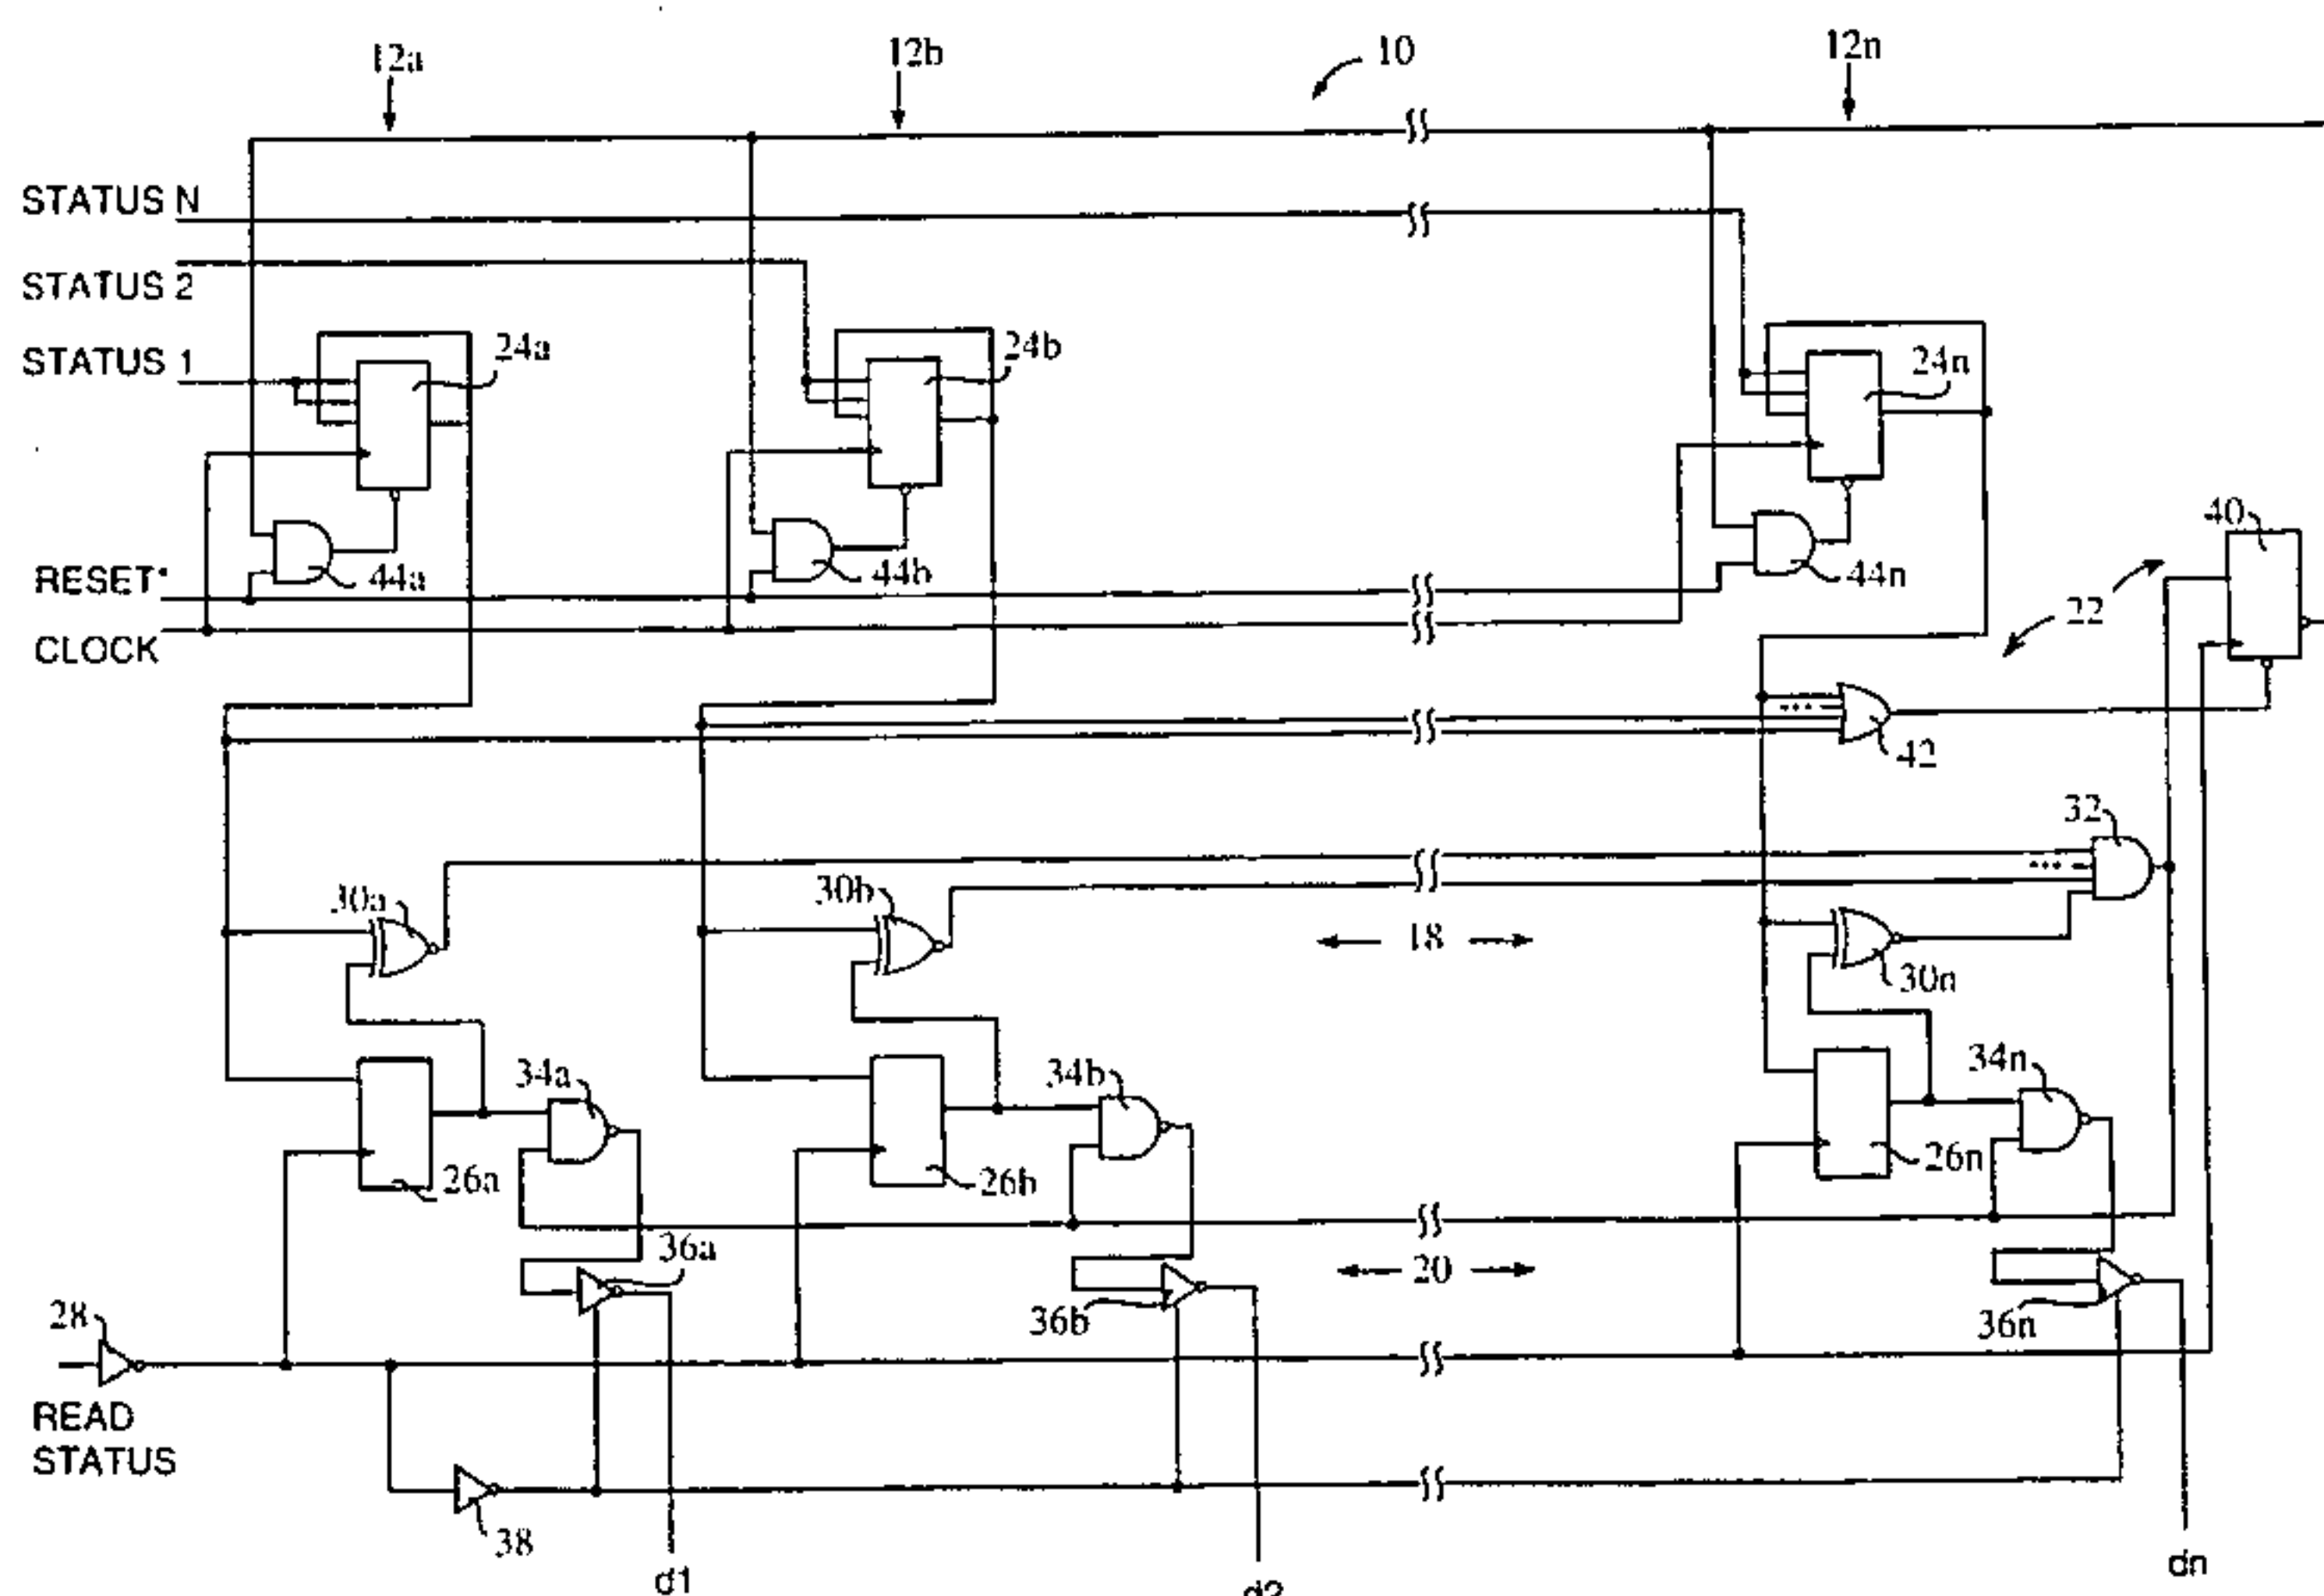 12a
12b
10
12n
STATUS N
STATUS 2
STATUS 1
24a
24b
24n
40
RESET*
44a
44b
44n
22
CLOCK
42
32
30a
30b
18
30n
34a
34b
34n
26a
26b
26n
36a
20
28
36b
36n
READ
STATUS
38
d1
d2
dn